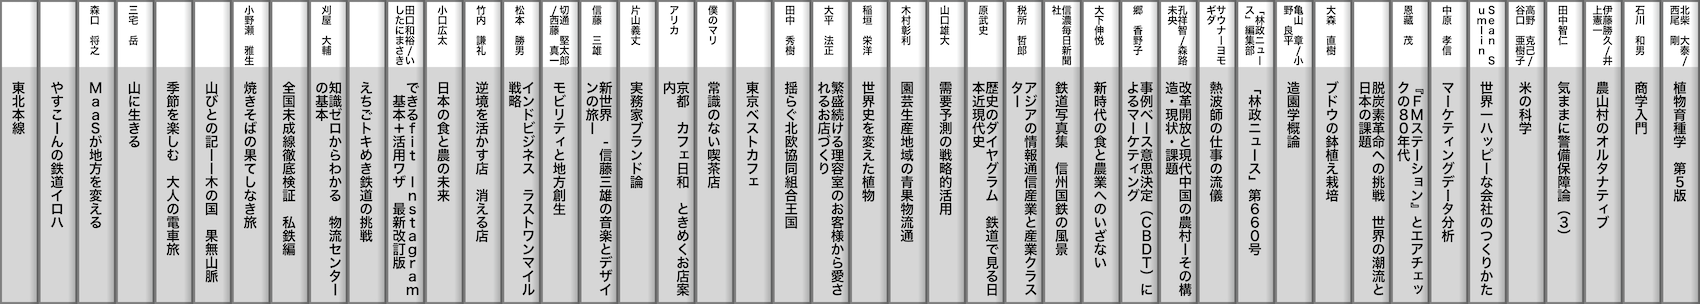 北柴 大泰/
西尾 剛
植物育種学 第５版
石川 和男
商学入門
伊藤勝久/井
上憲一
農山村のオルタナティブ
田中智仁
気ままに警備保障論（３）
高野 克己/
谷口 亜樹子
米の科学
Ｓｅａｎ Ｓ
ｕｍｌｉｎ
世界一ハッピーな会社のつくりかた
中原 孝信
マーケティングデータ分析
恩藏 茂
『ＦＭステーション』とエアチェッ
クの８０年代
脱炭素革命への挑戦 世界の潮流と
日本の課題
大森 直樹
ブドウの鉢植え栽培
亀山 章/小
野 良平
造園学概論
「林政ニュー
ス」編集部
「林政ニュース」第６６０号
サウナーヨモ
ギダ
熱波師の仕事の流儀
孔祥智/森路
未央
改革開放と現代中国の農村ーその構
造・現状・課題
郷 香野子
事例ベース意思決定（ＣＢＤＴ）に
よるマーケティング
大下伸悦
新時代の食と農業へのいざない
信濃毎日新聞
社
鉄道写真集 信州国鉄の風景
税所 哲郎
アジアの情報通信産業と産業クラス
ター
原武史
歴史のダイヤグラム 鉄道で見る日
本近現代史
山口雄大
需要予測の戦略的活用
木村彰利
園芸生産地域の青果物流通
稲垣 栄洋
世界史を変えた植物
大平 法正
繁盛続ける理容室のお客様から愛さ
れるお店づくり
田中 秀樹
揺らぐ北欧協同組合王国
東京ベストカフェ
僕のマリ
常識のない喫茶店
アリカ
京都 カフェ日和 ときめくお店案
内
片山義丈
実務家ブランド論
信藤 三雄
新世界 -信藤三雄の音楽とデザイ
ンの旅ー
切通 堅太郎
/西藤 真一
モビリティと地方創生
松本 勝男
インドビジネス ラストワンマイル
戦略
竹内 謙礼
逆境を活かす店 消える店
小口広太
日本の食と農の未来
田口和裕/い
したにまさき
できるｆｉｔ Ｉｎｓｔａｇｒａｍ
基本＋活用ワザ 最新改訂版
えちごトキめき鉄道の挑戦
刈屋 大輔
知識ゼロからわかる 物流センター
の基本
全国未成線徹底検証 私鉄編
小野瀬 雅生
焼きそばの果てしなき旅
山びとの記ーー木の国 果無山脈
季節を楽しむ 大人の電車旅
三宅 岳
山に生きる
森口 将之
ＭａａＳが地方を変える
やすこーんの鉄道イロハ
東北本線